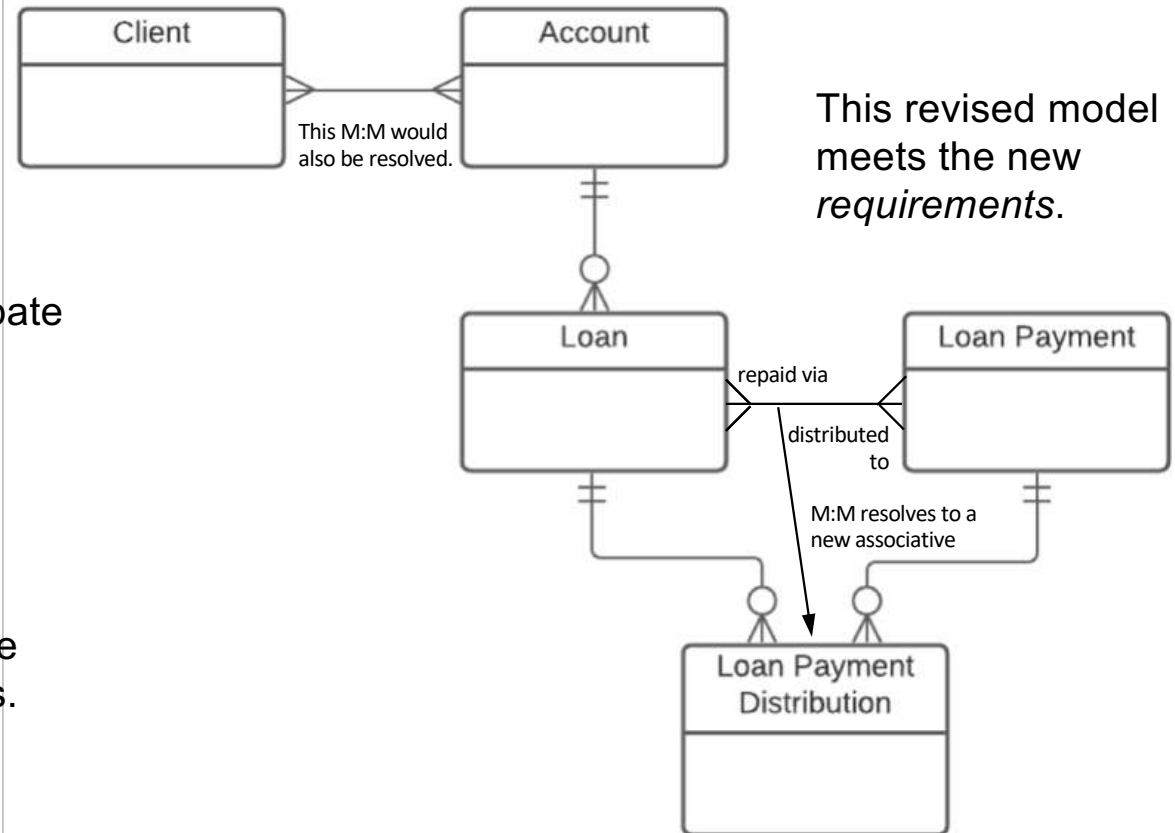 Client
Account
This M:M would
also be resolved.
This revised model
meets the new
requirements.
Loan
Loan Payment
repaid via
distributed
to
M:M resolves to a
new associative
Loan Payment
Distribution